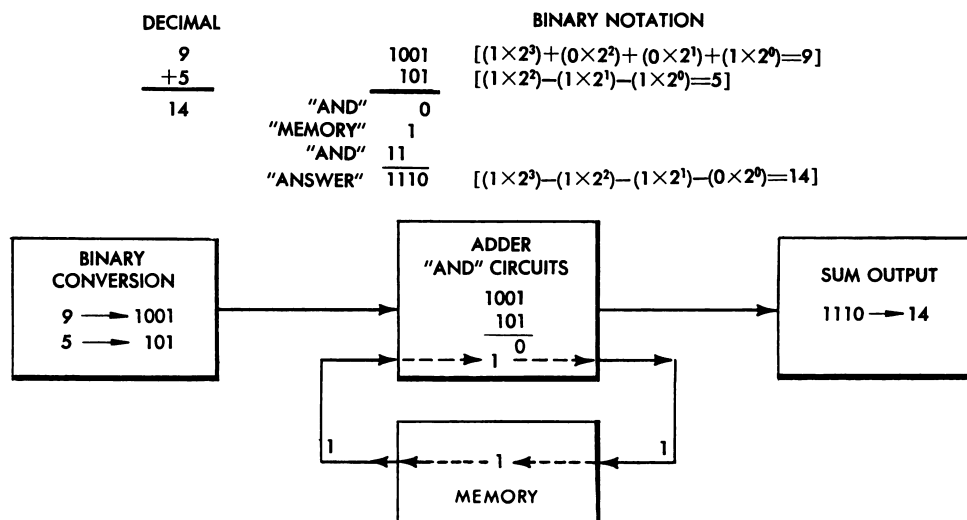 DECIMAL BINARY NOTATION
9 1001 [(1×2³)+(0×2²)+(0×2¹)+(1×2⁰)=9]
+5 101 [(1×2²)–(1×2¹)–(1×2⁰)=5]
14 "AND" 0
"MEMORY" 1
"AND" 11
"ANSWER" 1110 [(1×2³)–(1×2²)–(1×2¹)–(0×2⁰)=14]
BINARY
CONVERSION
9 → 1001
5 → 101
ADDER
"AND" CIRCUITS
1001
101
0
1
SUM OUTPUT
1110 → 14
1
1
1
MEMORY